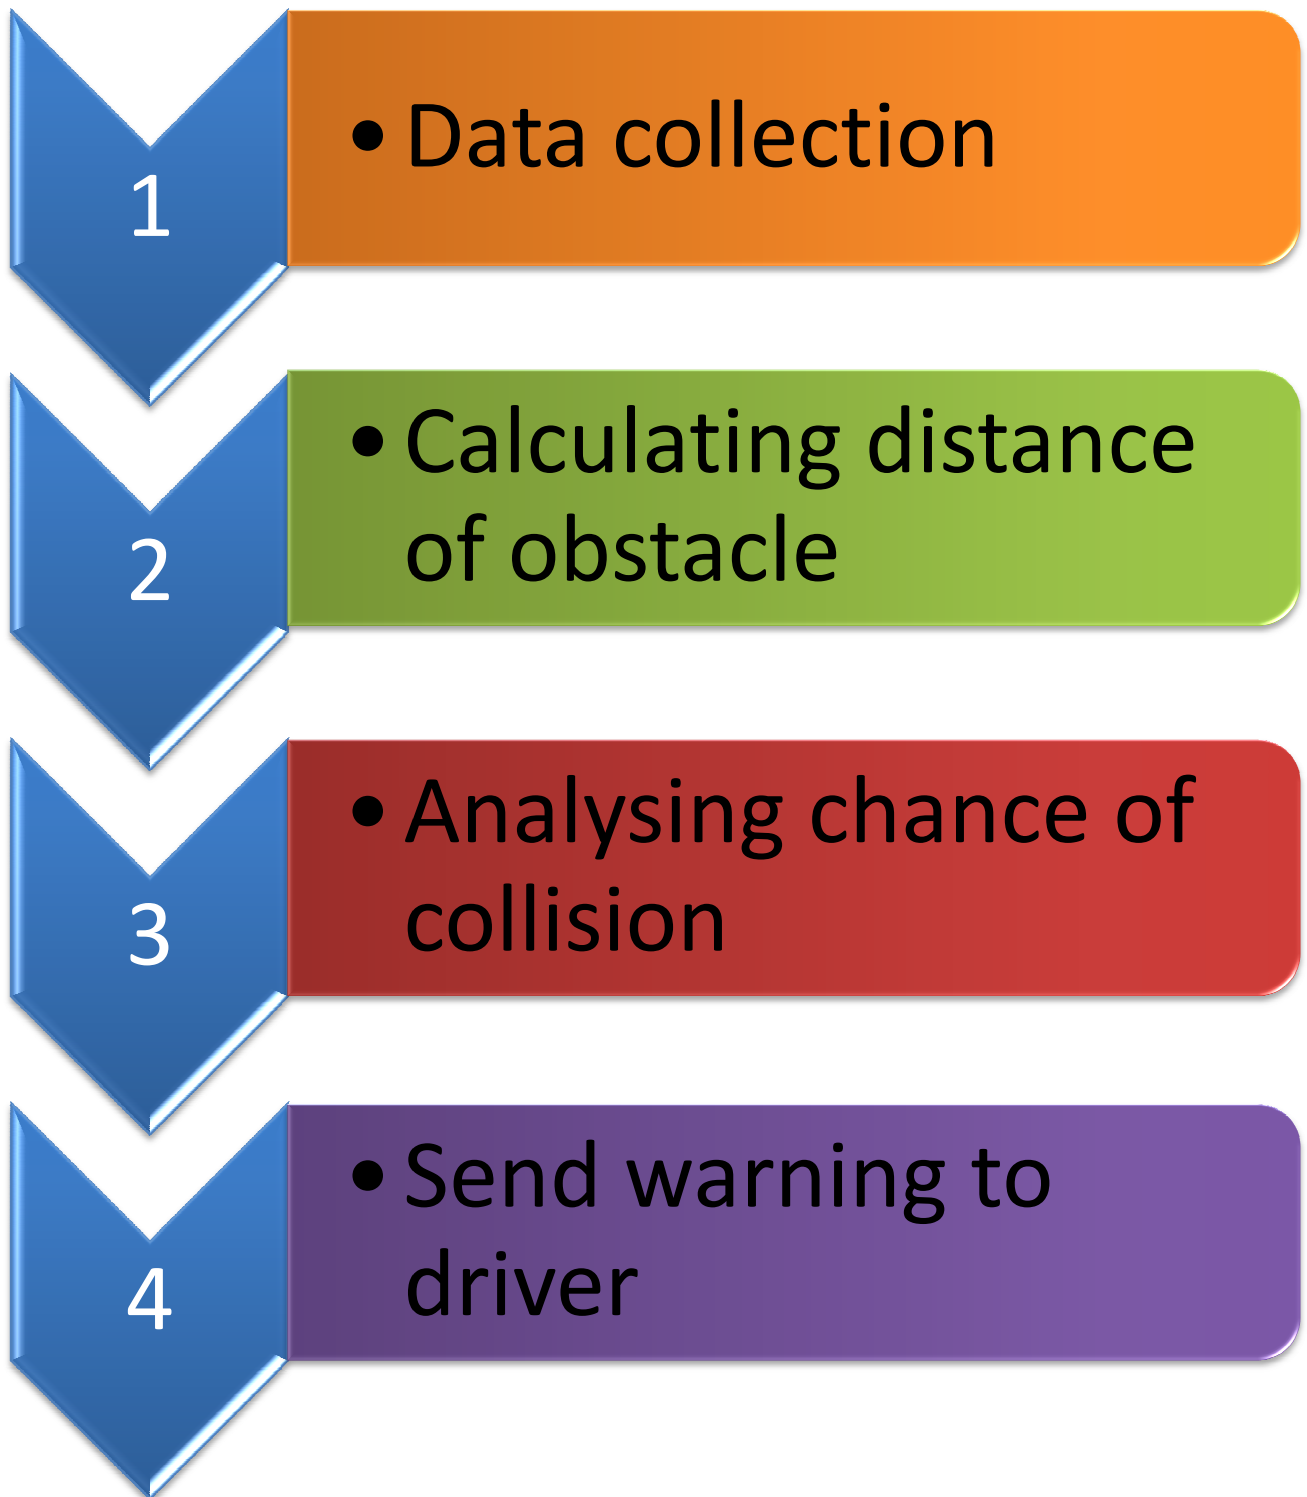 1
• Data collection
2
• Calculating distance
of obstacle
3
• Analysing chance of
collision
4
• Send warning to
driver